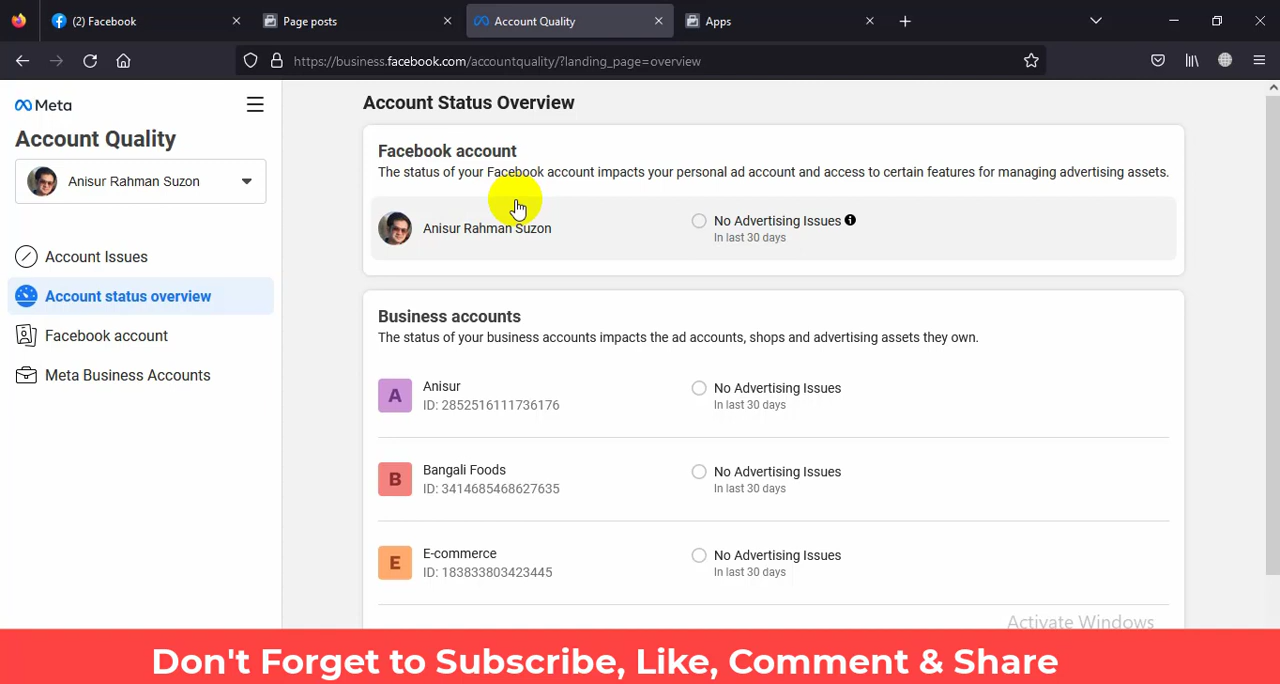 (2) Facebook
Page posts
Account Quality
Apps
https://business.facebook.com/accountquality/?landing_page=overview
Meta
Account Quality
Anisur Rahman Suzon
Account Issues
Account status overview
Facebook account
Meta Business Accounts
Account Status Overview
Facebook account
The status of your Facebook account impacts your personal ad account and access to certain features for managing advertising assets.
Anisur Rahman Suzon
No Advertising Issues
In last 30 days
Business accounts
The status of your business accounts impacts the ad accounts, shops and advertising assets they own.
A
Anisur
ID: 2852516111736176
No Advertising Issues
In last 30 days
B
Bangali Foods
ID: 3414685468627635
No Advertising Issues
In last 30 days
E
E-commerce
ID: 183833803423445
No Advertising Issues
In last 30 days
Activate Windows
Don't Forget to Subscribe, Like, Comment & Share